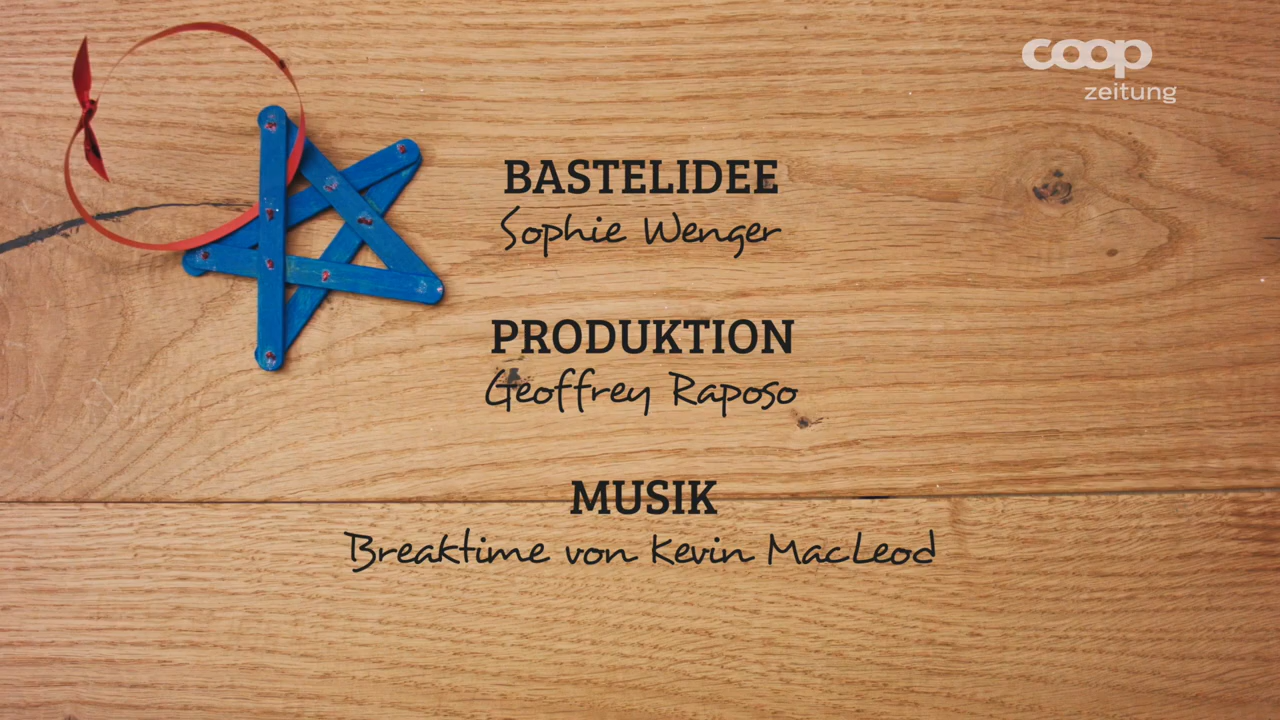 coop
zeitung
BASTELIDEE
Sophie Wenger
PRODUKTION
Geoffrey Raposo
MUSIK
Breaktime von Kevin MacLeod